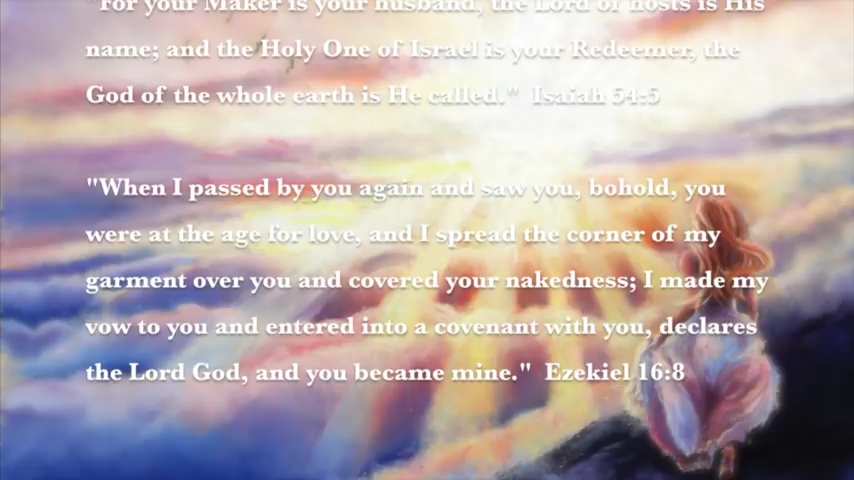 "For your Maker is your husband, the Lord of hosts is His
name; and the Holy One of Israel is your Redeemer, the
God of the whole earth is He called."  Isaiah 54:5
"When I passed by you again and saw you, bohold, you
were at the age for love, and I spread the corner of my
garment over you and covered your nakedness; I made my
vow to you and entered into a covenant with you, declares
the Lord God, and you became mine."  Ezekiel 16:8